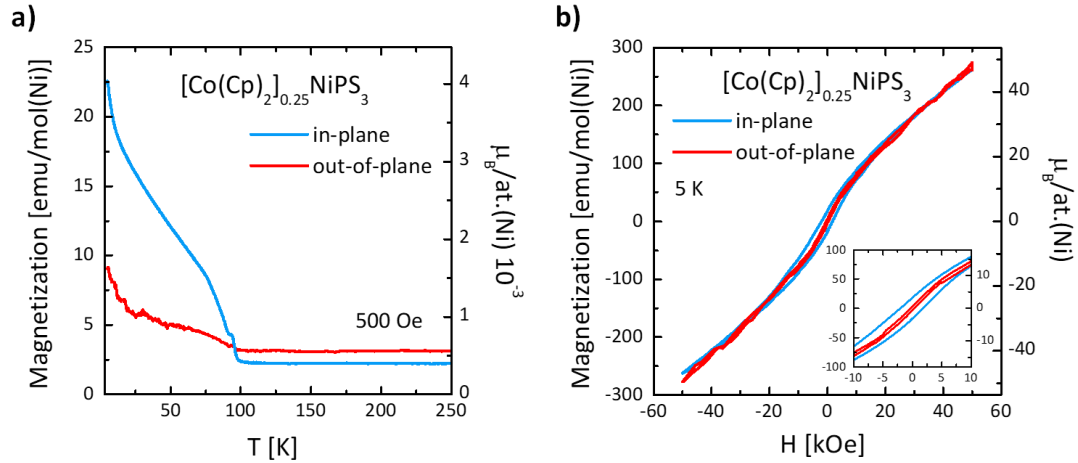 a)
25
20
15
10
5
0
Magnetization [emu/mol(Ni)]
[Co(Cp)2]0.25NiPS3
in-plane
out-of-plane
500 Oe
4
3
2
1
0
μB/at.(Ni) 10-3
50 100 150 200 250
T [K]
b)
300
200
100
0
-100
-200
-300
Magnetization [emu/mol(Ni)]
[Co(Cp)2]0.25NiPS3
in-plane
out-of-plane
5 K
40
20
0
-20
-40
μB/at.(Ni)
100
50
0
-50
-100
10
0
-10
-10 -5 0 5 10
-60 -40 -20 0 20 40 60
H [kOe]